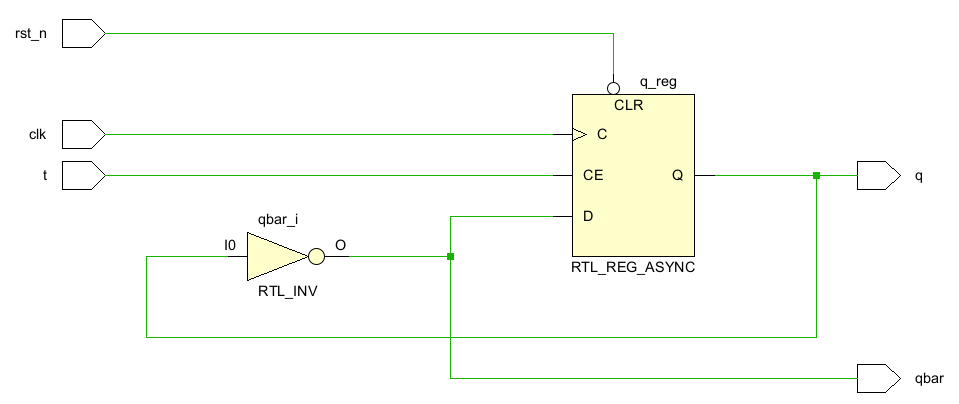 rst_n
q_reg
CLR
clk
C
t
CE
Q
q
D
qbar_i
I0
O
RTL_INV
RTL_REG_ASYNC
qbar